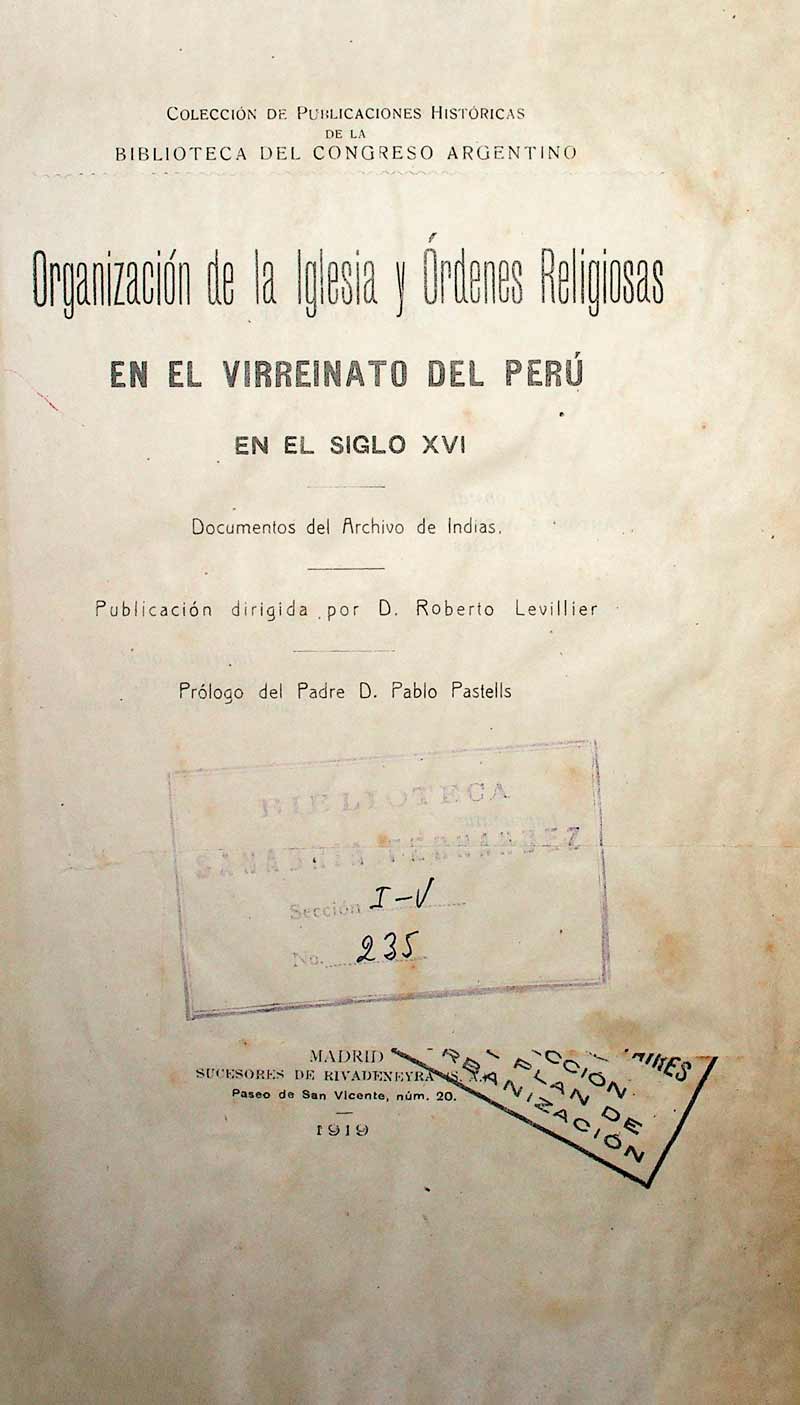 COLECCIÓN DE PUBLICACIONES HISTÓRICAS
DE LA
BIBLIOTECA DEL CONGRESO ARGENTINO
Organización de la Iglesia y Órdenes Religiosas
EN EL VIRREINATO DEL PERÚ
EN EL SIGLO XVI
Documentos del Archivo de Indias.
Publicación dirigida por D. Roberto Levillier
Prólogo del Padre D. Pablo Pastells
BIBLIOTECA
Sección I-V
No. 235
MADRID
SUCESORES DE RIVADENEYRA (S. A.)
Paseo de San Vicente, núm. 20.
1919
PLAN DE